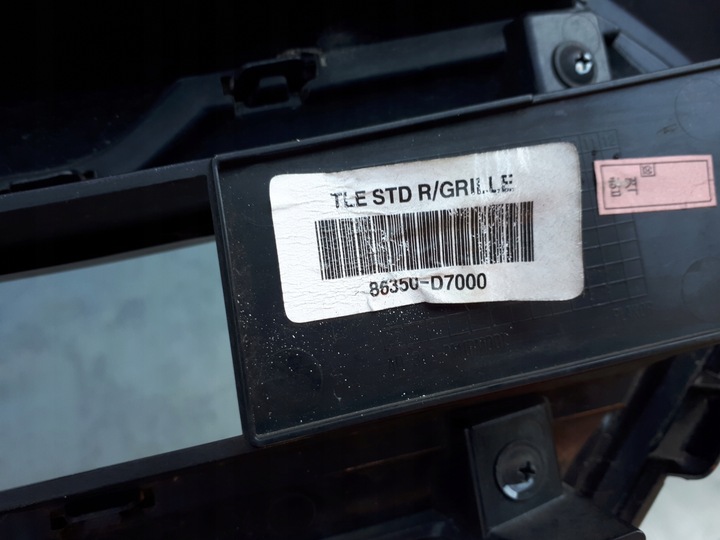 TLE STD R/GRILLE
86350-D7000
합격